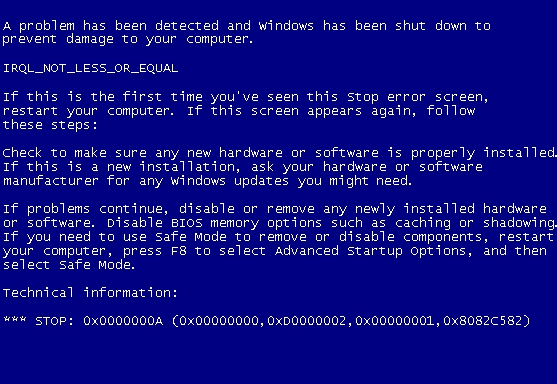 A problem has been detected and Windows has been shut down to
prevent damage to your computer.
IRQL_NOT_LESS_OR_EQUAL
If this is the first time you've seen this Stop error screen,
restart your computer. If this screen appears again, follow
these steps:
Check to make sure any new hardware or software is properly installed.
If this is a new installation, ask your hardware or software
manufacturer for any Windows updates you might need.
If problems continue, disable or remove any newly installed hardware
or software. Disable BIOS memory options such as caching or shadowing.
If you need to use Safe Mode to remove or disable components, restart
your computer, press F8 to select Advanced Startup Options, and then
select Safe Mode.
Technical information:
*** STOP: 0x0000000A (0x00000000,0xD0000002,0x00000001,0x8082C582)